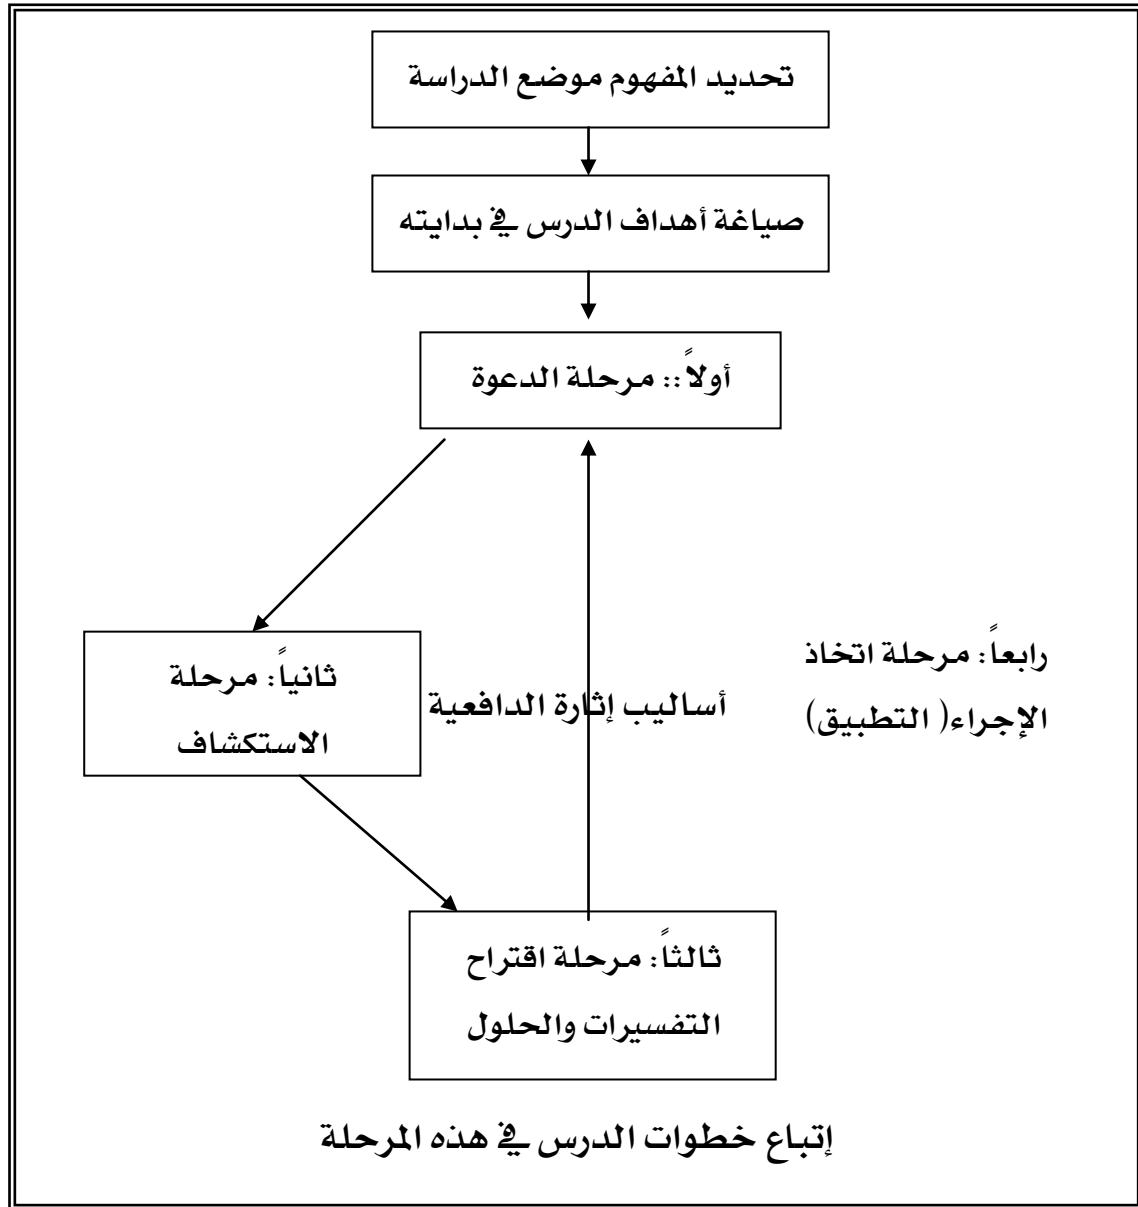 تحديد المفهوم موضع الدراسة
صياغة أهداف الدرس في بدايته
أولاً:: مرحلة الدعوة
ثانياً: مرحلة
الاستكشاف
أساليب إثارة الدافعية
رابعاً: مرحلة اتخاذ
الإجراء( التطبيق)
ثالثاً: مرحلة اقتراح
التفسيرات والحلول
إتباع خطوات الدرس في هذه المرحلة